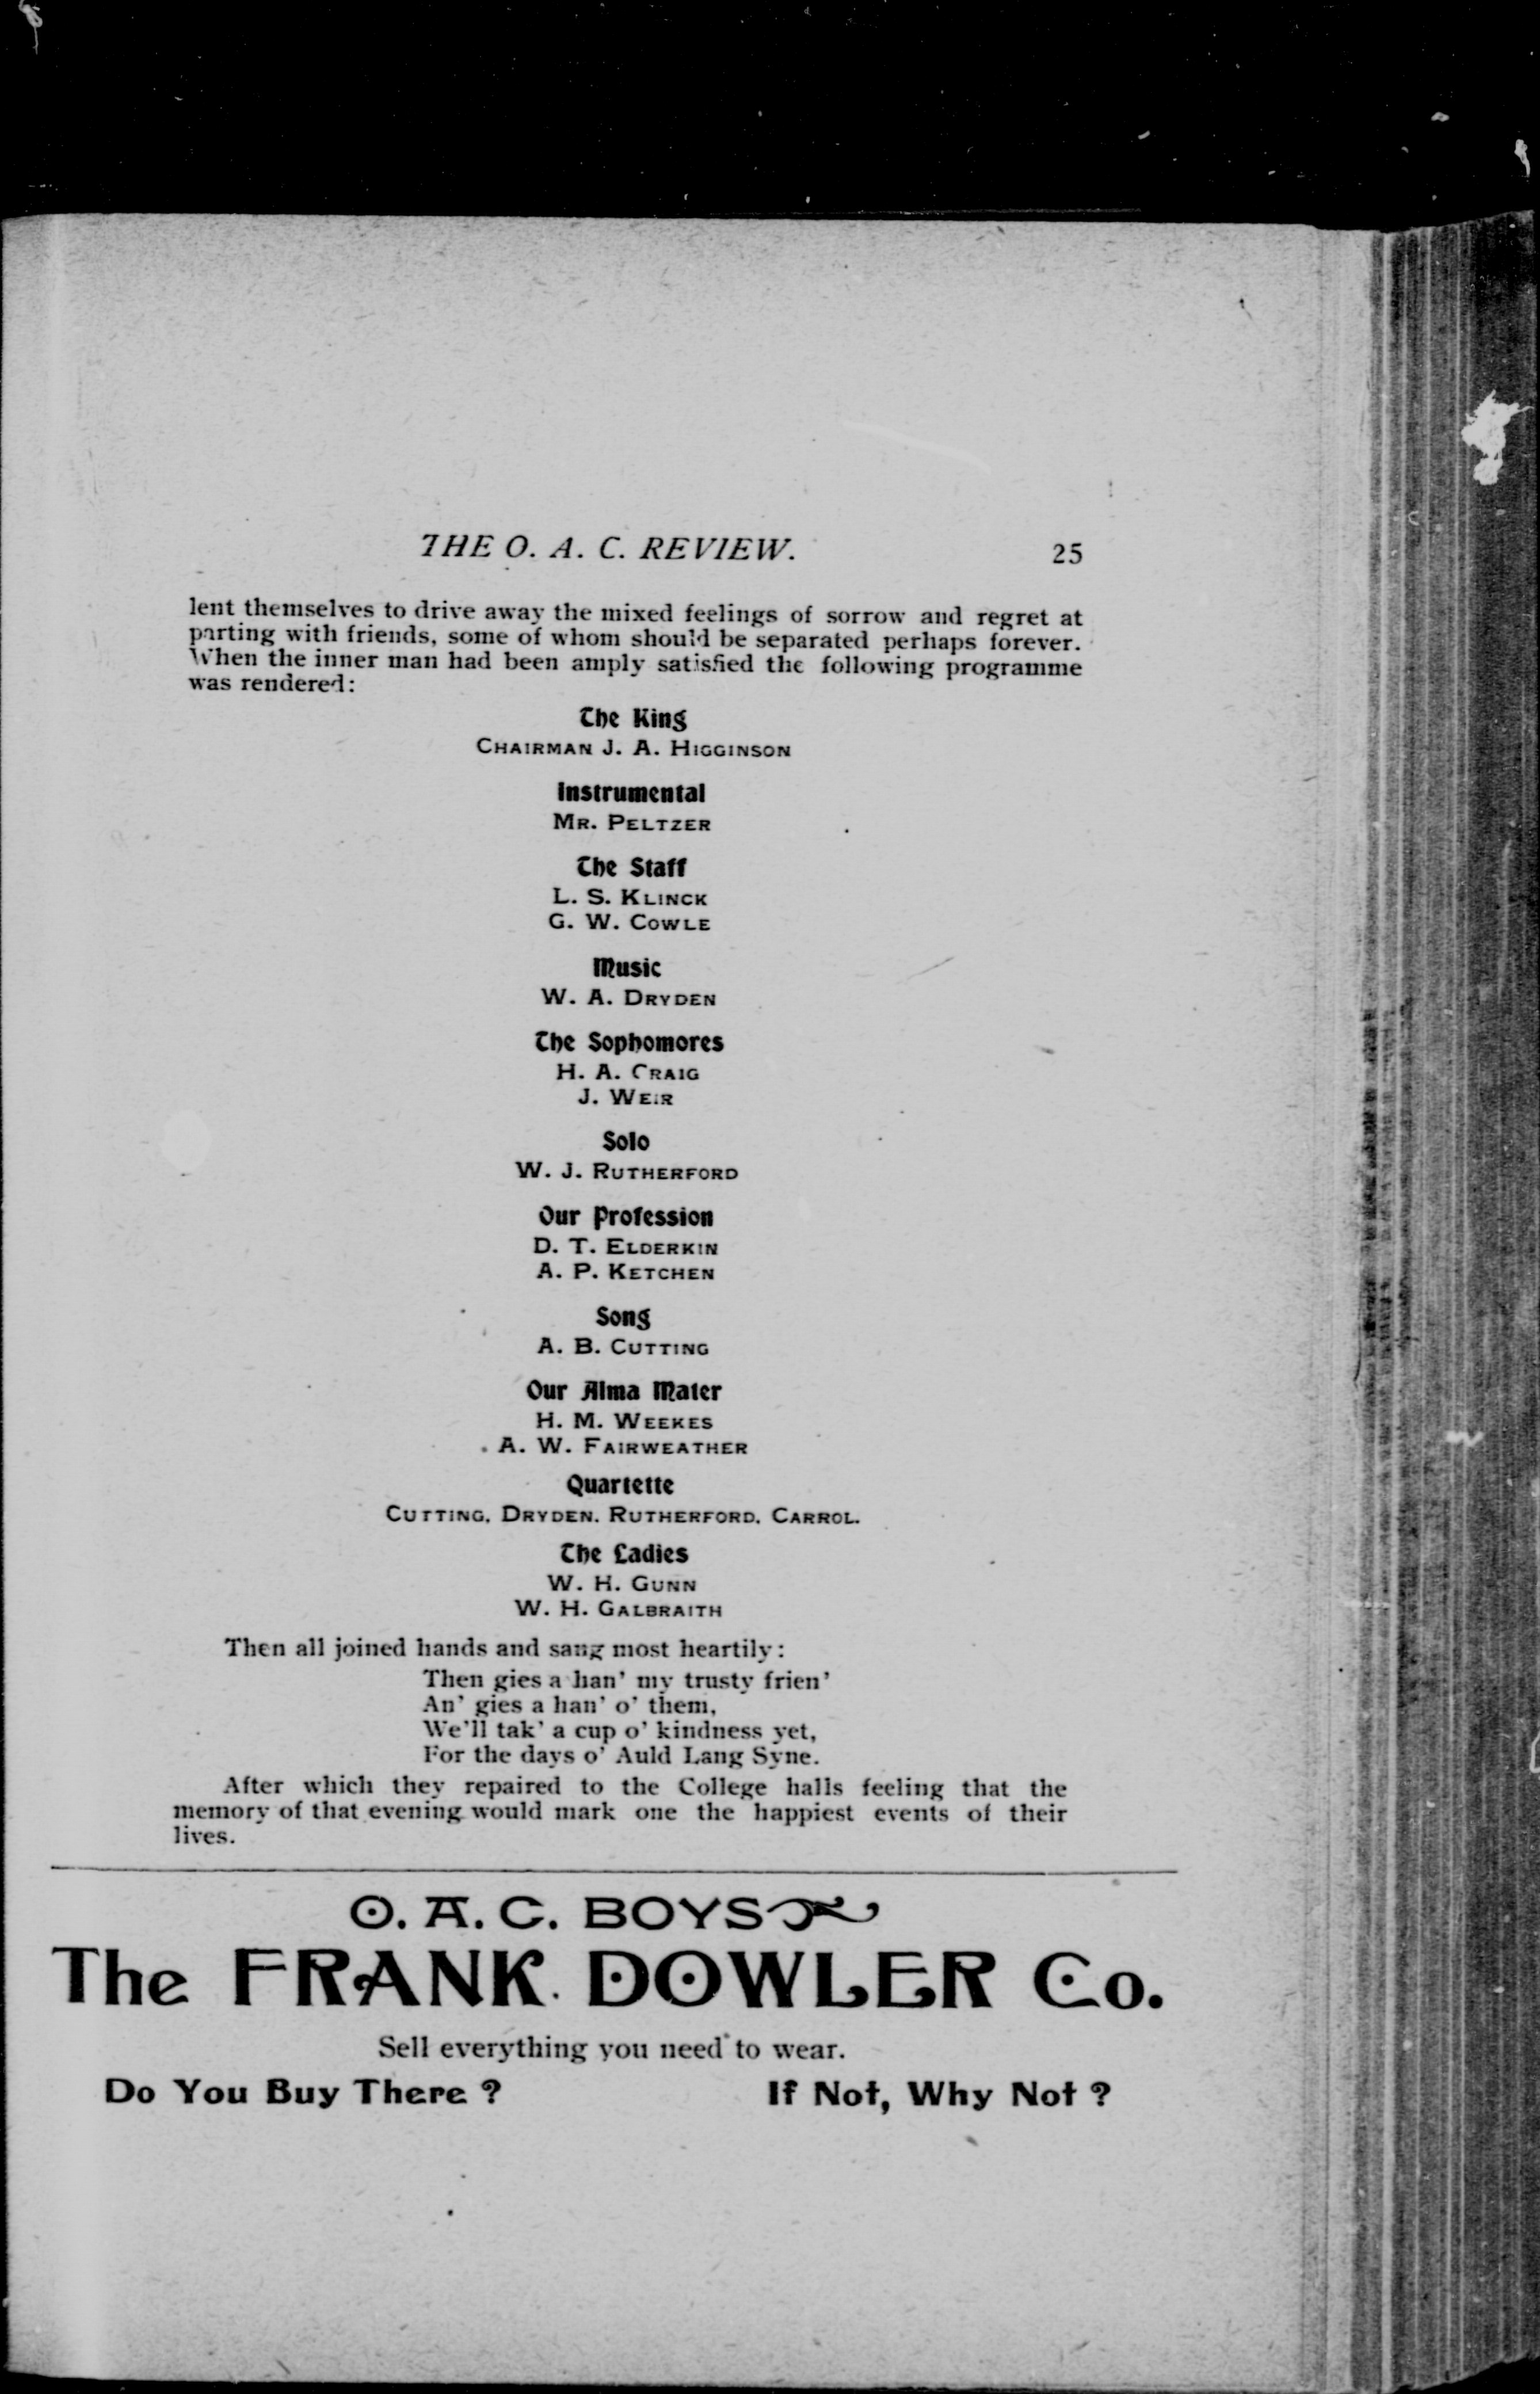 THE O. A. C. REVIEW. 25
lent themselves to drive away the mixed feelings of sorrow and regret at
parting with friends, some of whom should be separated perhaps forever.
When the inner man had been amply satisfied the following programme
was rendered:
The King
CHAIRMAN J. A. HIGGINSON
Instrumental
MR. PELTZER
The Staff
L. S. KLINCK
G. W. COWLE
Music
W. A. DRYDEN
The Sophomores
H. A. CRAIG
J. WEIR
Solo
W. J. RUTHERFORD
Our Profession
D. T. ELDERKIN
A. P. KETCHEN
Song
A. B. CUTTING
Our Alma Mater
H. M. WEEKES
A. W. FAIRWEATHER
Quartette
CUTTING, DRYDEN, RUTHERFORD, CARROL.
The Ladies
W. H. GUNN
W. H. GALBRAITH
Then all joined hands and sang most heartily:
Then gies a han' my trusty frien'
An' gies a han' o' them,
We'll tak' a cup o' kindness yet,
For the days o' Auld Lang Syne.
After which they repaired to the College halls feeling that the
memory of that evening would mark one the happiest events of their
lives.
O. A. C. BOYS
The FRANK DOWLER Co.
Sell everything you need to wear.
Do You Buy There ? If Not, Why Not ?